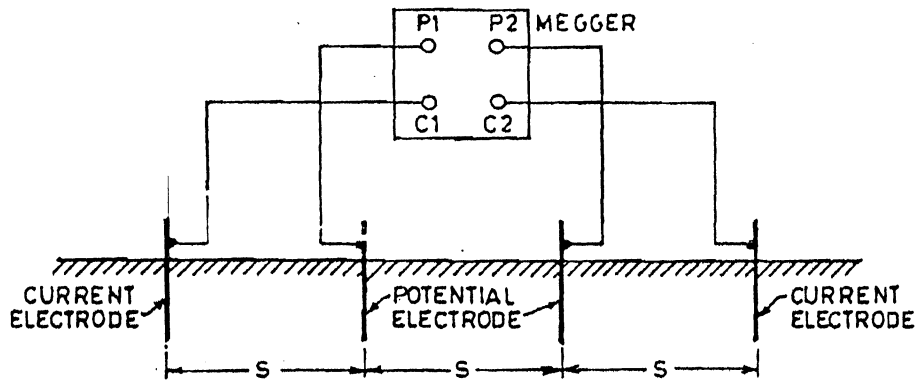 P1 P2 MEGGER
C1 C2
CURRENT ELECTRODE
POTENTIAL ELECTRODE
CURRENT ELECTRODE
S S S